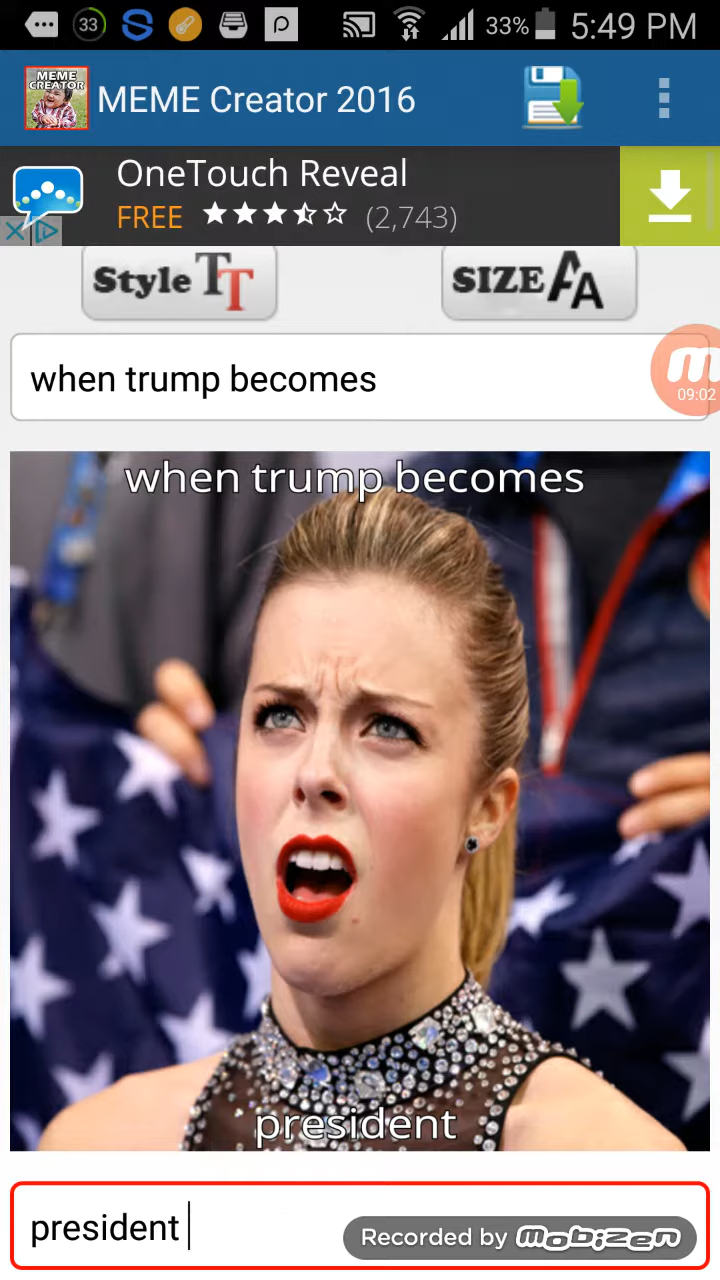 33
33% 5:49 PM
MEME
CREATOR
MEME Creator 2016
OneTouch Reveal
FREE (2,743)
Style TT
SIZE AA
when trump becomes
m
09:02
when trump becomes
president
president
Recorded by mobizen